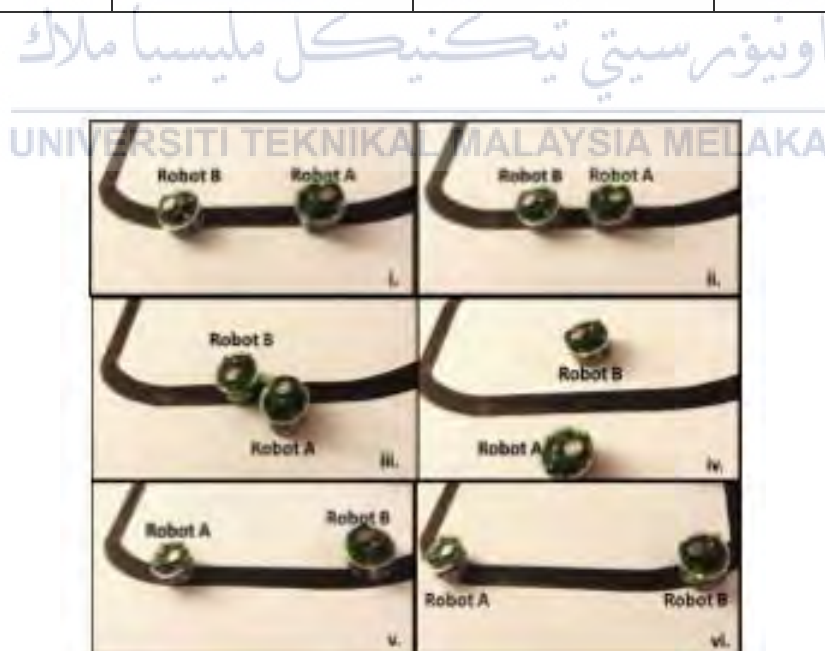 اونيۏرسيتي تيكنيكل مليسيا ملاك
UNIVERSITI TEKNIKAL MALAYSIA MELAKA
Robot B Robot A
i.
Robot B Robot A
ii.
Robot B
Robot A
iii.
Robot B
Robot A
iv.
Robot A
Robot B
v.
Robot A Robot B
vi.